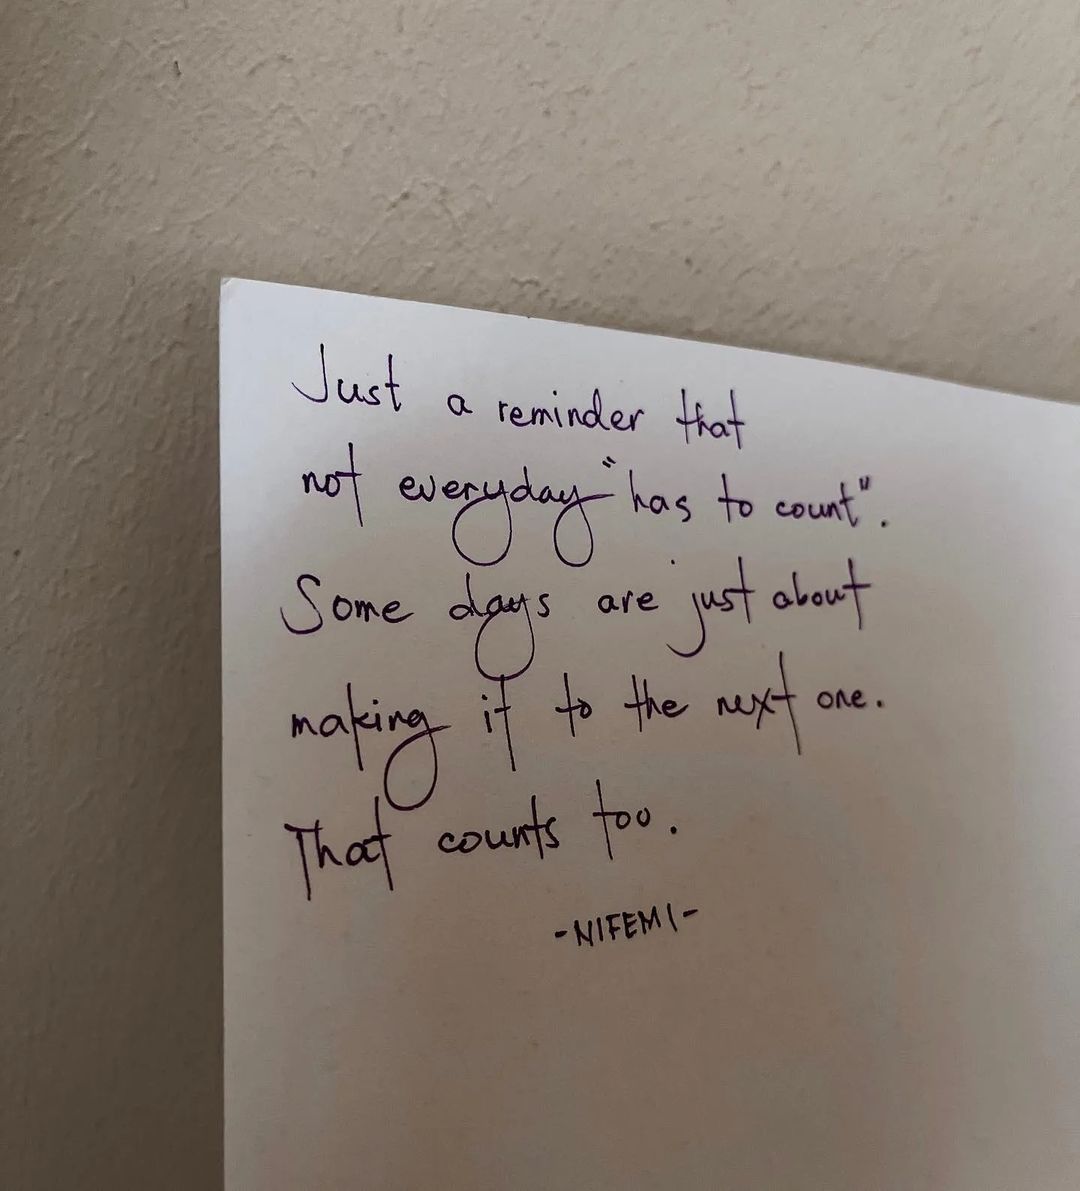 Just a reminder that
not everyday "has to count".
Some days are just about
making it to the next one.
That counts too.
-NIFEMI-